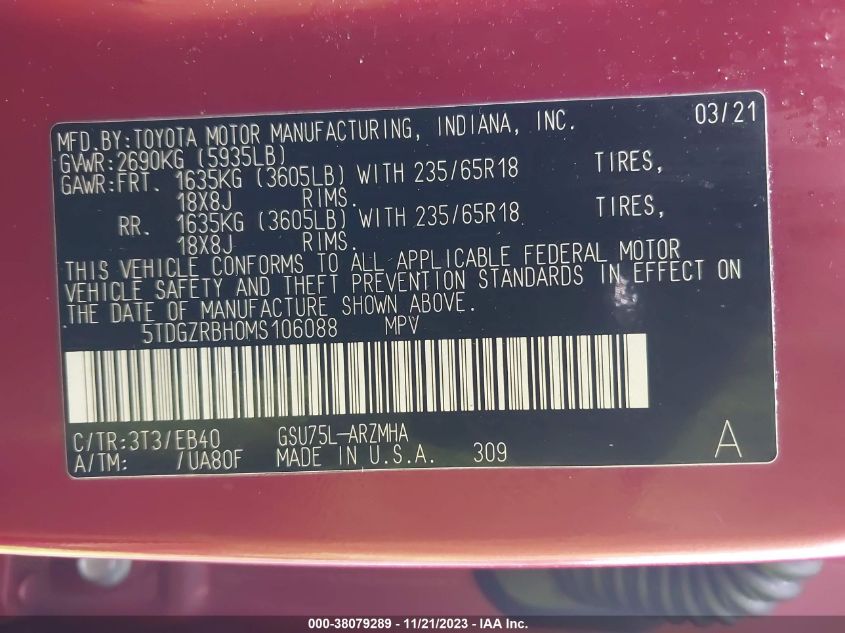 MFD.BY:TOYOTA MOTOR MANUFACTURING, INDIANA, INC. 03/21
GVWR:2690KG (5935LB)
GAWR:FRT. 1635KG (3605LB) WITH 235/65R18 TIRES,
18X8J RIMS.
RR. 1635KG (3605LB) WITH 235/65R18 TIRES,
18X8J RIMS.
THIS VEHICLE CONFORMS TO ALL APPLICABLE FEDERAL MOTOR
VEHICLE SAFETY AND THEFT PREVENTION STANDARDS IN EFFECT ON
THE DATE OF MANUFACTURE SHOWN ABOVE.
5TDGZRBH0MS106088 MPV
C/TR:3T3/EB40 GSU75L-ARZMHA
A/TM: /UA80F MADE IN U.S.A. 309 A
000-38079289 - 11/21/2023 - IAA Inc.